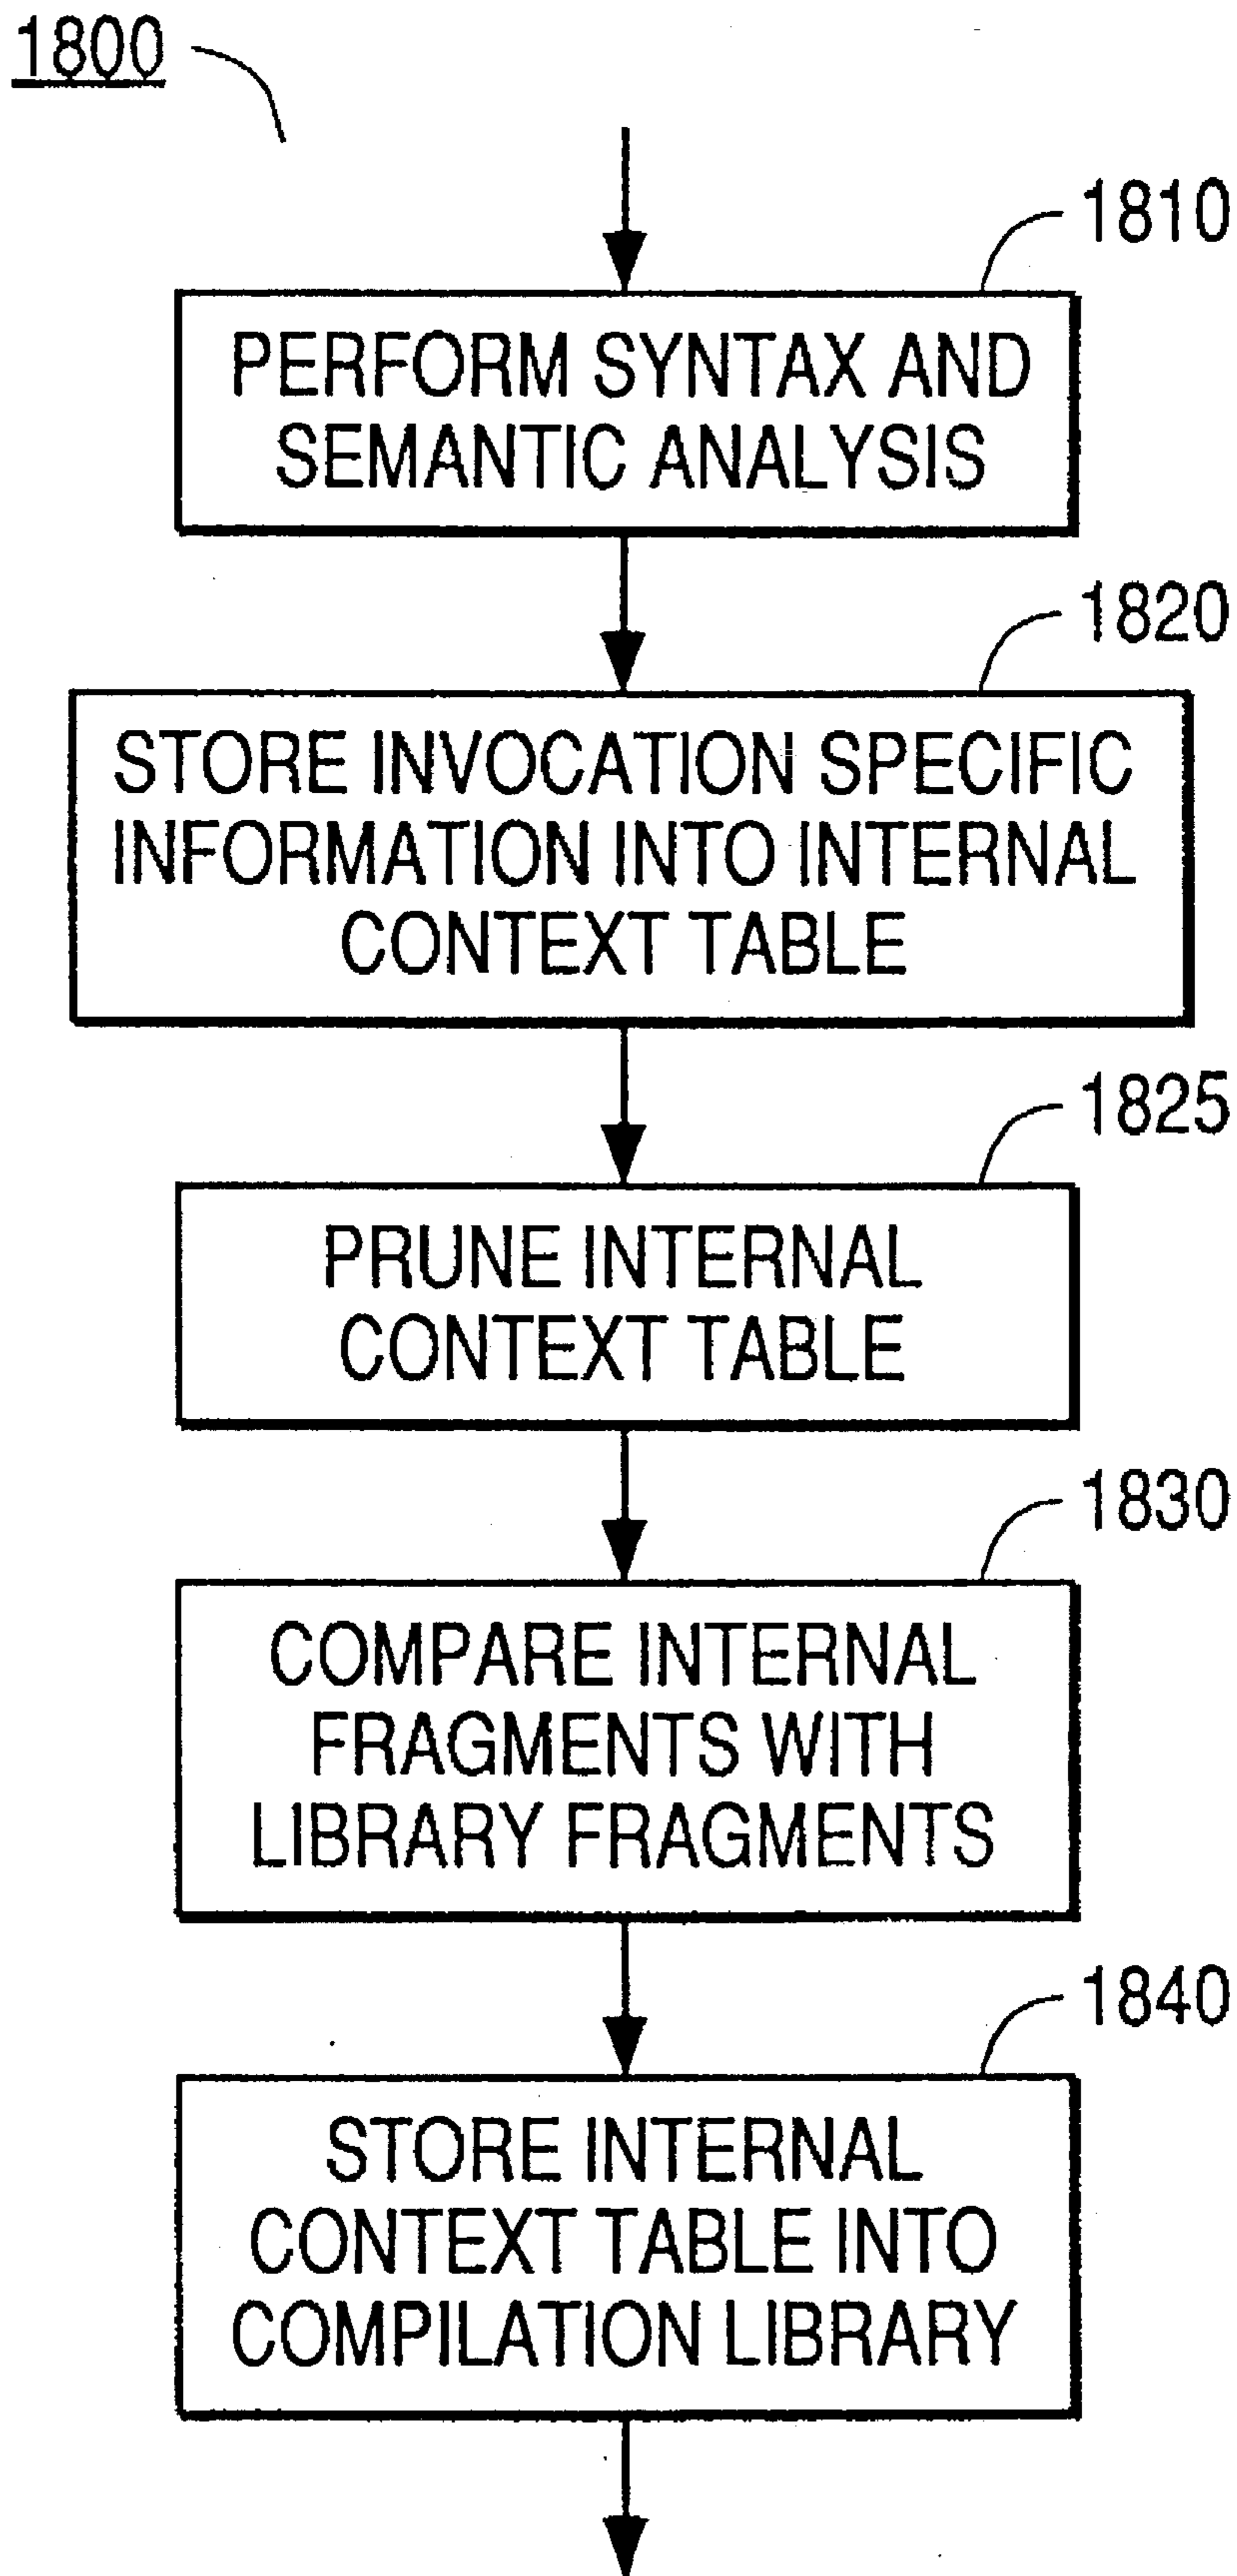 1800
1810
PERFORM SYNTAX AND
SEMANTIC ANALYSIS
1820
STORE INVOCATION SPECIFIC
INFORMATION INTO INTERNAL
CONTEXT TABLE
1825
PRUNE INTERNAL
CONTEXT TABLE
1830
COMPARE INTERNAL
FRAGMENTS WITH
LIBRARY FRAGMENTS
1840
STORE INTERNAL
CONTEXT TABLE INTO
COMPILATION LIBRARY